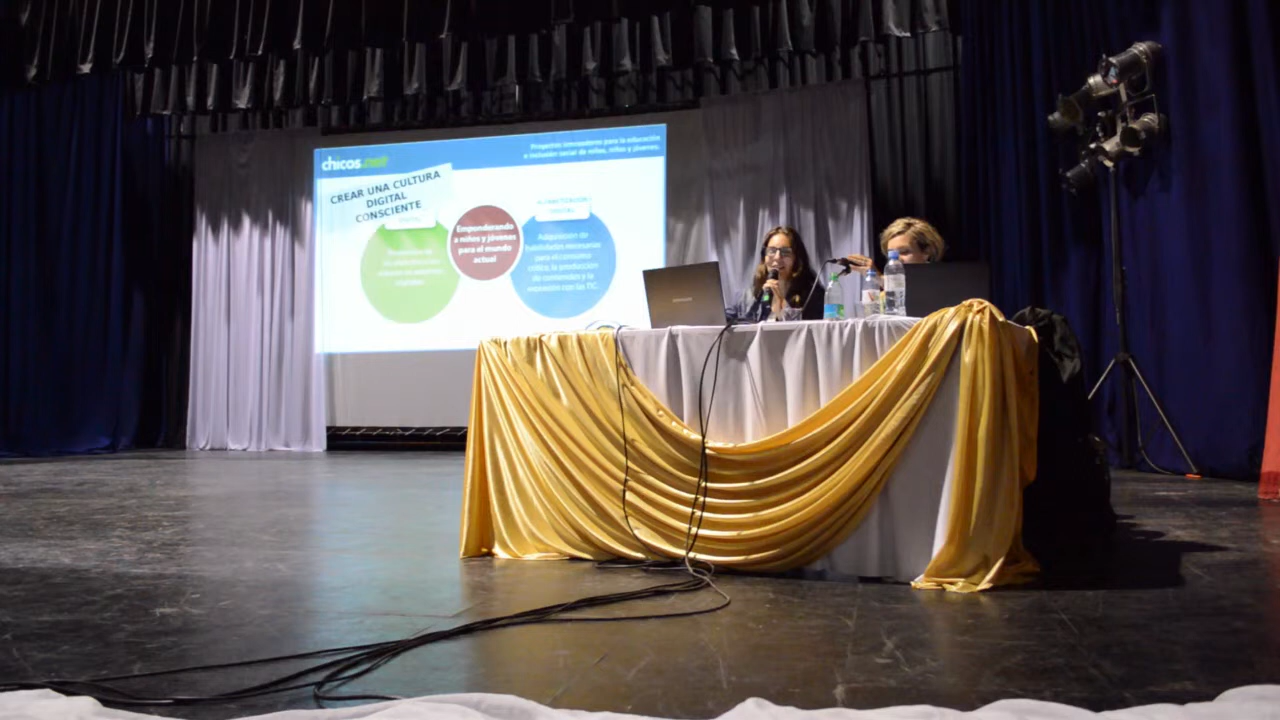 chicos.net
Proyectos innovadores para la educación
e inclusión social de niñas, niños y jóvenes.
CREAR UNA CULTURA
DIGITAL
CONSCIENTE
Empoderando
a niños y jóvenes
para el mundo
actual
ALFABETIZACIÓN
DIGITAL
Adquisición de
habilidades necesarias
para el consumo
crítico, la producción
de contenidos y la
expresión con las TIC.